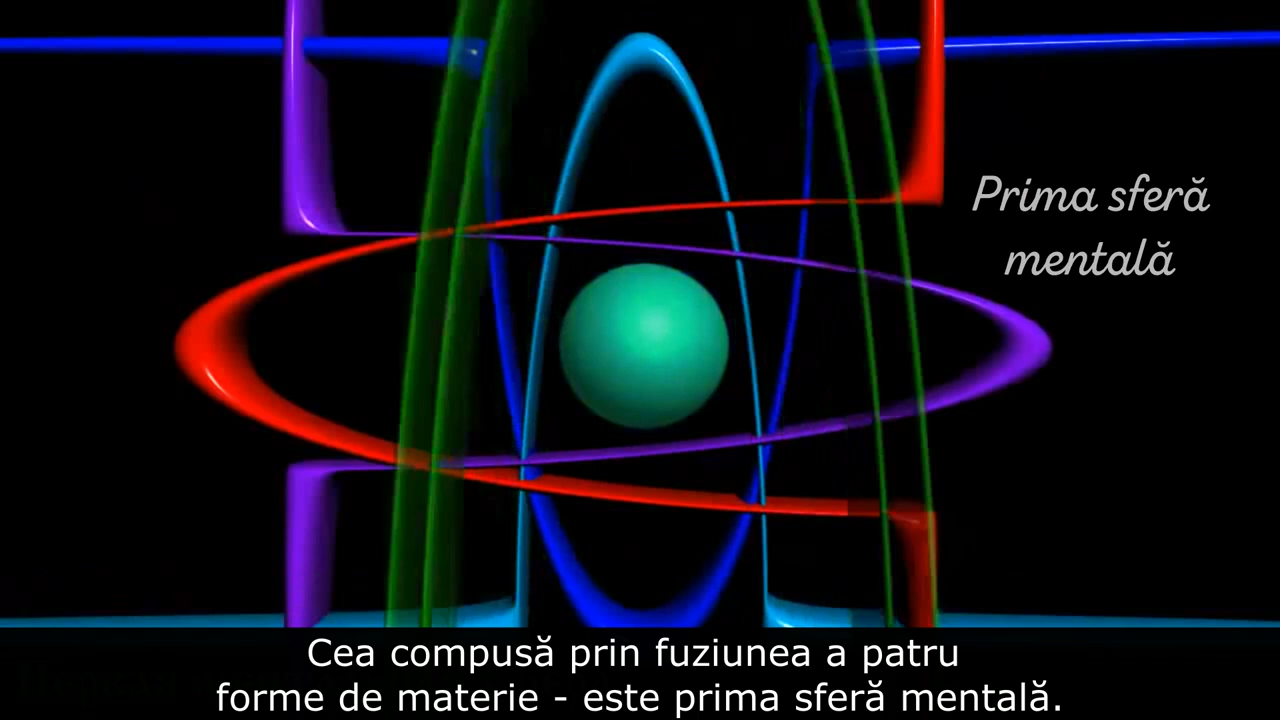 Prima sferă
mentală
Cea compusă prin fuziunea a patru
forme de materie - este prima sferă mentală.